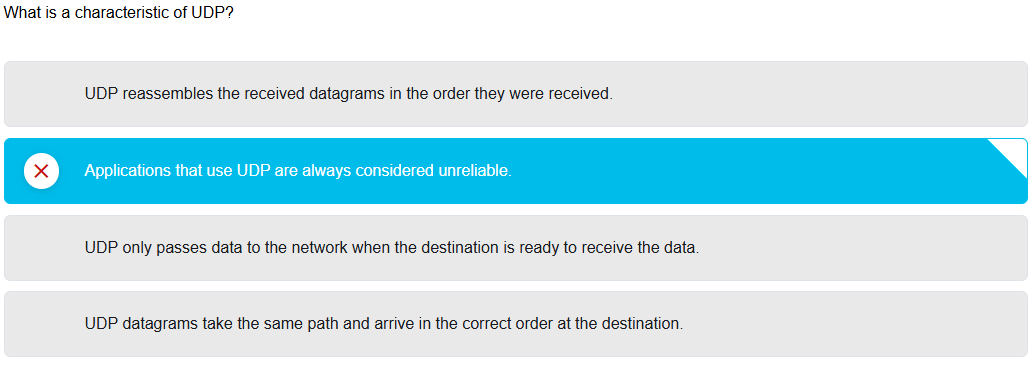 What is a characteristic of UDP?
UDP reassembles the received datagrams in the order they were received.
Applications that use UDP are always considered unreliable.
UDP only passes data to the network when the destination is ready to receive the data.
UDP datagrams take the same path and arrive in the correct order at the destination.